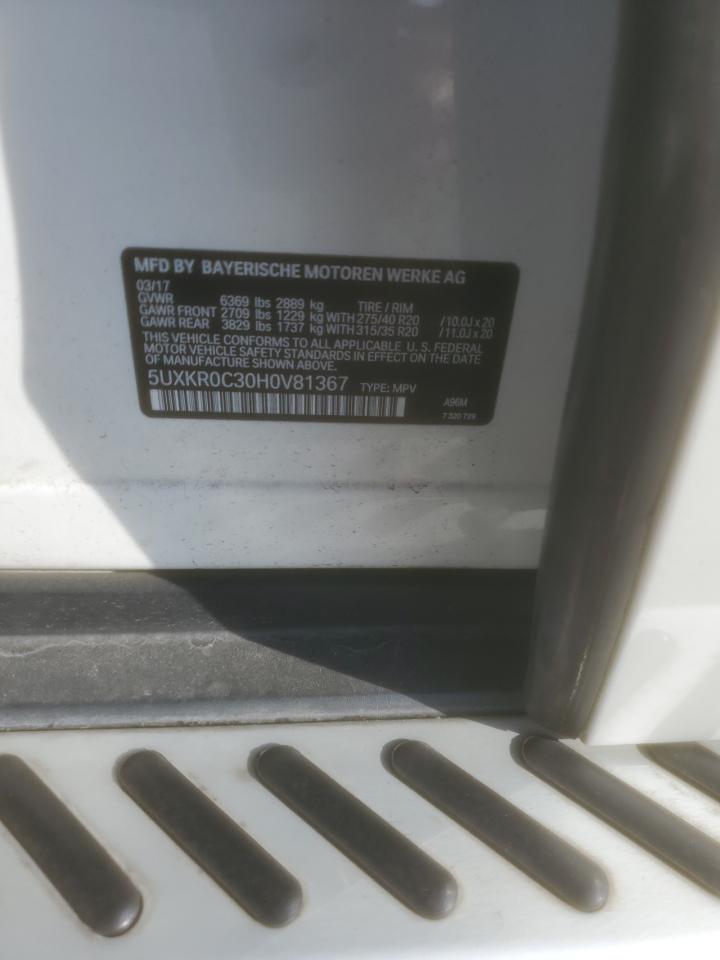 MFD BY BAYERISCHE MOTOREN WERKE AG
03/17
GVWR 6369 lbs 2889 kg TIRE / RIM
GAWR FRONT 2709 lbs 1229 kg WITH 275/40 R20 /10.0J x 20
GAWR REAR 3829 lbs 1737 kg WITH 315/35 R20 /11.0J x 20
THIS VEHICLE CONFORMS TO ALL APPLICABLE U. S. FEDERAL
MOTOR VEHICLE SAFETY STANDARDS IN EFFECT ON THE DATE
OF MANUFACTURE SHOWN ABOVE.
5UXKR0C30H0V81367 TYPE: MPV
A96M
7 320 729